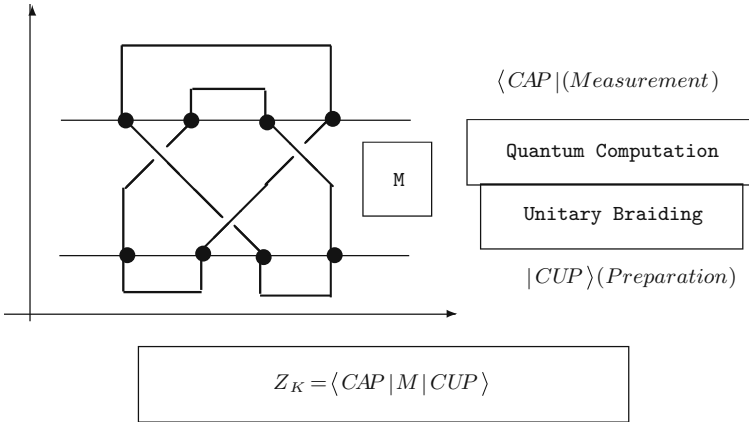 ⟨CAP|(Measurement)
Quantum Computation
M
Unitary Braiding
|CUP⟩(Preparation)
Z_K = ⟨CAP|M|CUP⟩